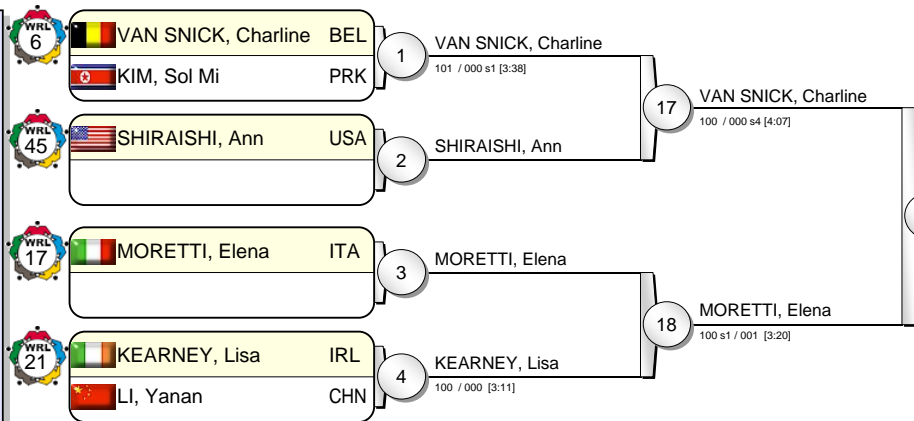 WRL 6 VAN SNICK, Charline BEL
KIM, Sol Mi PRK
1
VAN SNICK, Charline
101 / 000 s1 [3:38]
WRL 45 SHIRAISHI, Ann USA
2
SHIRAISHI, Ann
17
VAN SNICK, Charline
100 / 000 s4 [4:07]
WRL 17 MORETTI, Elena ITA
3
MORETTI, Elena
WRL 21 KEARNEY, Lisa IRL
LI, Yanan CHN
4
KEARNEY, Lisa
100 / 000 [3:11]
18
MORETTI, Elena
100 s1 / 001 [3:20]